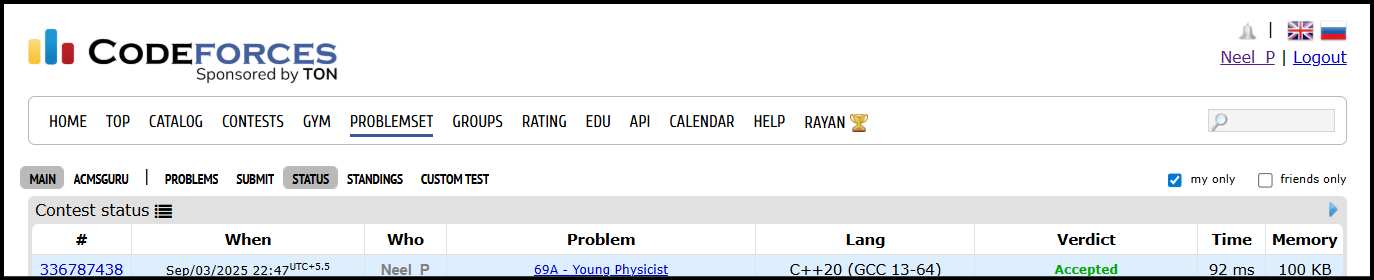 CODEFORCES
Sponsored by TON
|
Neel_P | Logout
HOME TOP CATALOG CONTESTS GYM PROBLEMSET GROUPS RATING EDU API CALENDAR HELP RAYAN
MAIN ACMSGURU | PROBLEMS SUBMIT STATUS STANDINGS CUSTOM TEST my only friends only
Contest status
# When Who Problem Lang Verdict Time Memory
336787438 Sep/03/2025 22:47UTC+5.5 Neel_P 69A - Young Physicist C++20 (GCC 13-64) Accepted 92 ms 100 KB